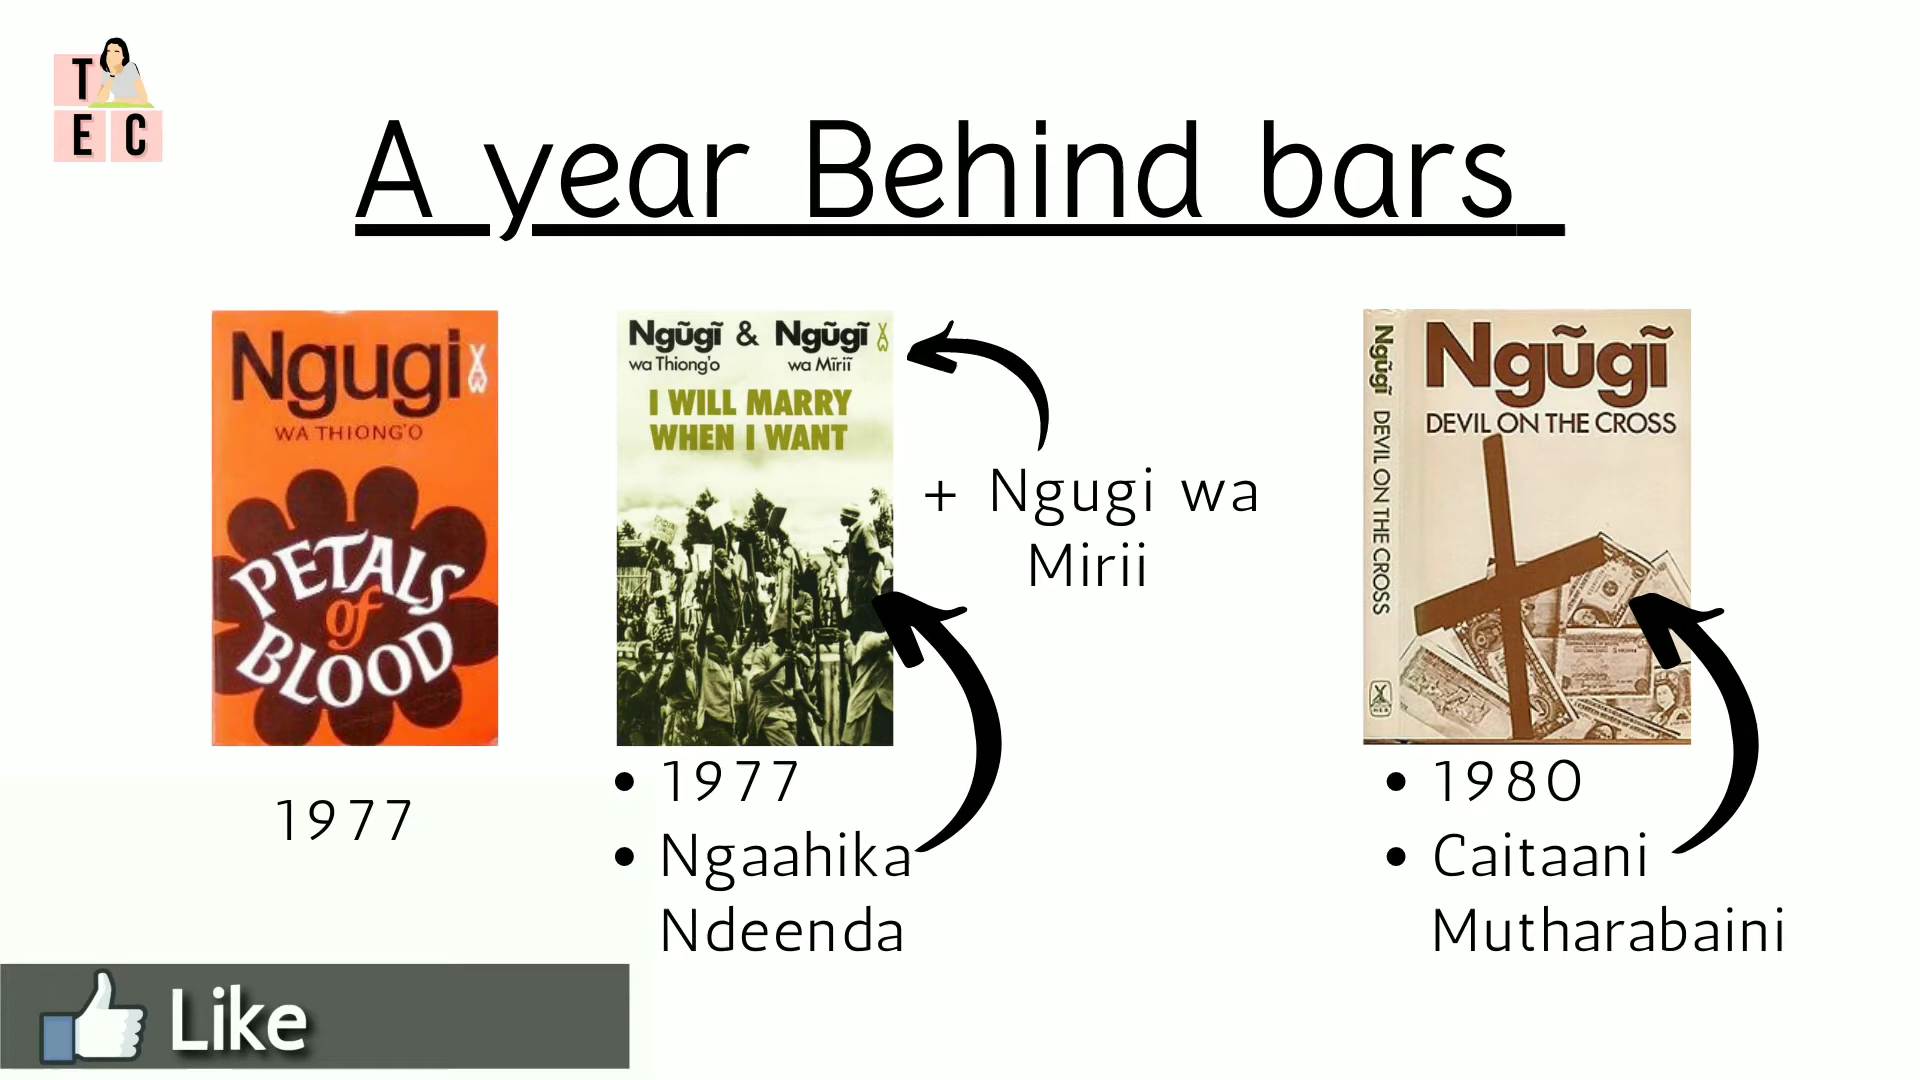 T
E C
A year Behind bars
Ngugi
WA THIONG'O
PETALS
of
BLOOD
1977
Ngũgĩ & Ngũgĩ
wa Thiong'o wa Mĩriĩ
I WILL MARRY
WHEN I WANT
+ Ngugi wa
Mirii
• 1977
• Ngaahika
Ndeenda
Ngũgĩ DEVIL ON THE CROSS
Ngũgĩ
DEVIL ON THE CROSS
• 1980
• Caitaani
Mutharabaini
Like